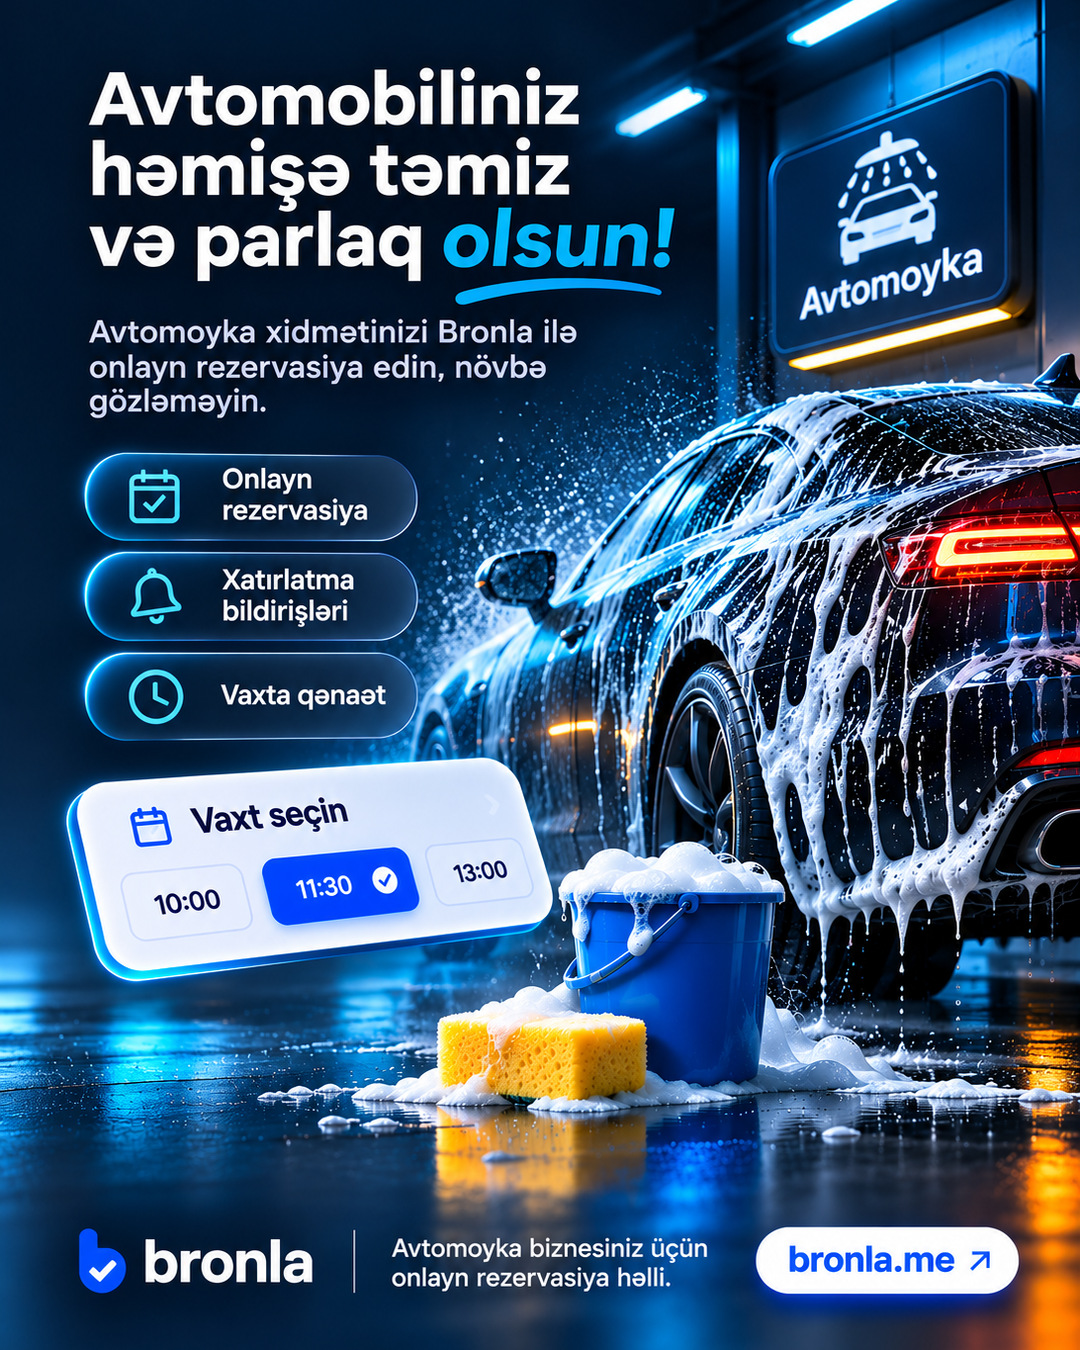 Avtomobiliniz
həmişə təmiz
və parlaq olsun!
Avtomoyka xidmətinizi Bronla ilə
onlayn rezervasiya edin, növbə
gözləməyin.
Avtomoyka
Onlayn
rezervasiya
Xatırlatma
bildirişləri
Vaxta qənaət
Vaxt seçin
10:00
11:30
13:00
bronla
Avtomoyka biznesiniz üçün
onlayn rezervasiya həlli.
bronla.me